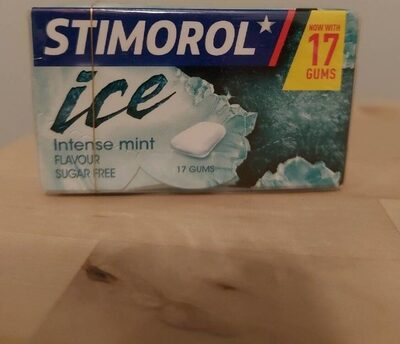 STIMOROL
NOW WITH
17
GUMS
ice
Intense mint
FLAVOUR
SUGAR FREE
17 GUMS